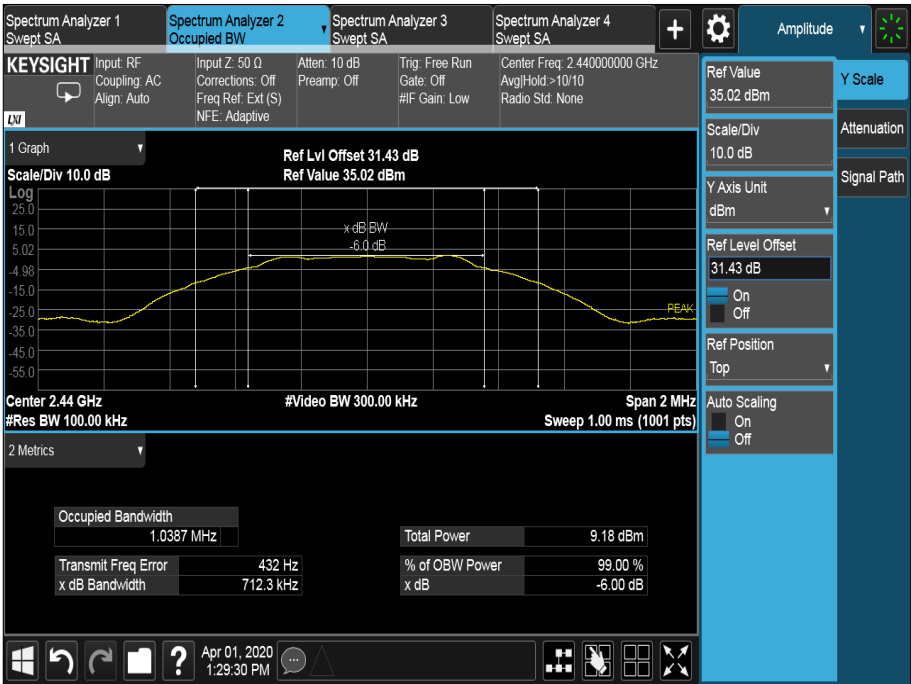 Spectrum Analyzer 1
Swept SA
Spectrum Analyzer 2
Occupied BW
Spectrum Analyzer 3
Swept SA
Spectrum Analyzer 4
Swept SA
+
Amplitude
KEYSIGHT
LXI
Input: RF
Coupling: AC
Align: Auto
Input Z: 50 Ω
Corrections: Off
Freq Ref: Ext (S)
NFE: Adaptive
Atten: 10 dB
Preamp: Off
Trig: Free Run
Gate: Off
#IF Gain: Low
Center Freq: 2.440000000 GHz
Avg|Hold:>10/10
Radio Std: None
1 Graph
Scale/Div 10.0 dB
Ref Lvl Offset 31.43 dB
Ref Value 35.02 dBm
Log
25.0
15.0
5.02
-4.98
-15.0
-25.0
-35.0
-45.0
-55.0
x dB BW
-6.0 dB
PEAK
Center 2.44 GHz
#Video BW 300.00 kHz
Span 2 MHz
#Res BW 100.00 kHz
Sweep 1.00 ms (1001 pts)
2 Metrics
Occupied Bandwidth
1.0387 MHz
Total Power 9.18 dBm
Transmit Freq Error 432 Hz
% of OBW Power 99.00 %
x dB Bandwidth 712.3 kHz
x dB -6.00 dB
?
Apr 01, 2020
1:29:30 PM
Ref Value
35.02 dBm
Scale/Div
10.0 dB
Y Axis Unit
dBm
Ref Level Offset
31.43 dB
On
Off
Ref Position
Top
Auto Scaling
On
Off
Y Scale
Attenuation
Signal Path